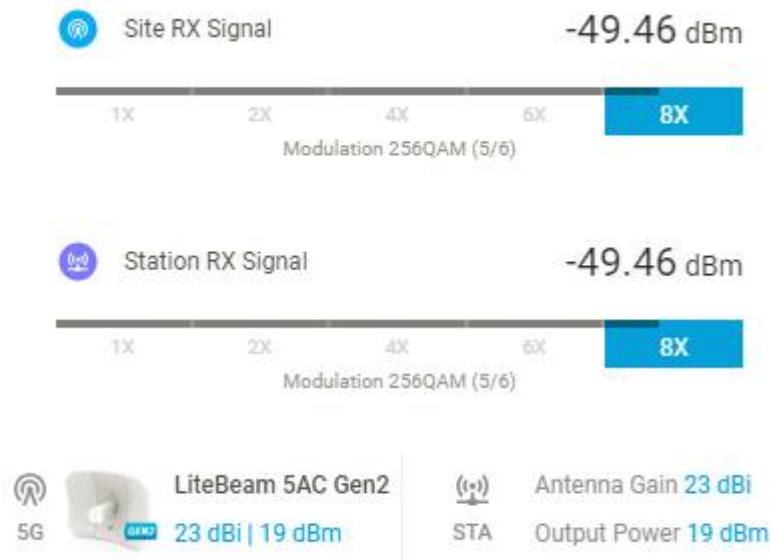 Site RX Signal -49.46 dBm
1X 2X 4X 6X 8X
Modulation 256QAM (5/6)
Station RX Signal -49.46 dBm
1X 2X 4X 6X 8X
Modulation 256QAM (5/6)
LiteBeam 5AC Gen2
5G GEN2 23 dBi | 19 dBm
Antenna Gain 23 dBi
STA Output Power 19 dBm